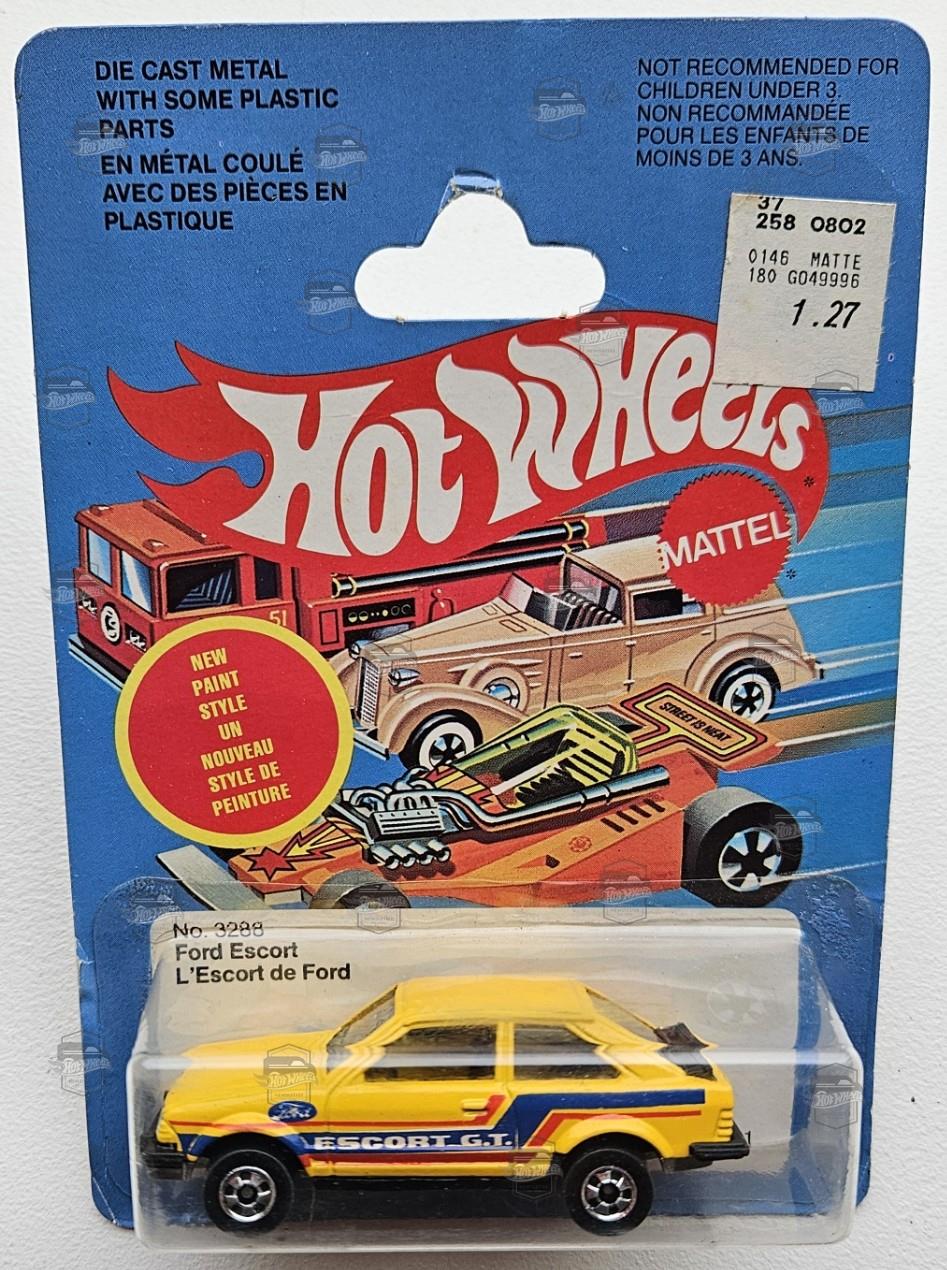 DIE CAST METAL
WITH SOME PLASTIC
PARTS
EN MÉTAL COULÉ
AVEC DES PIÈCES EN
PLASTIQUE
NOT RECOMMENDED FOR
CHILDREN UNDER 3.
NON RECOMMANDÉE
POUR LES ENFANTS DE
MOINS DE 3 ANS.
37
258 0802
0146 MATTE
180 G049996
1.27
HOT WHEELS
MATTEL
51
STREET IS NEAT
NEW
PAINT
STYLE
UN
NOUVEAU
STYLE DE
PEINTURE
No. 3288
Ford Escort
L'Escort de Ford
Ford
ESCORT G.T.
1